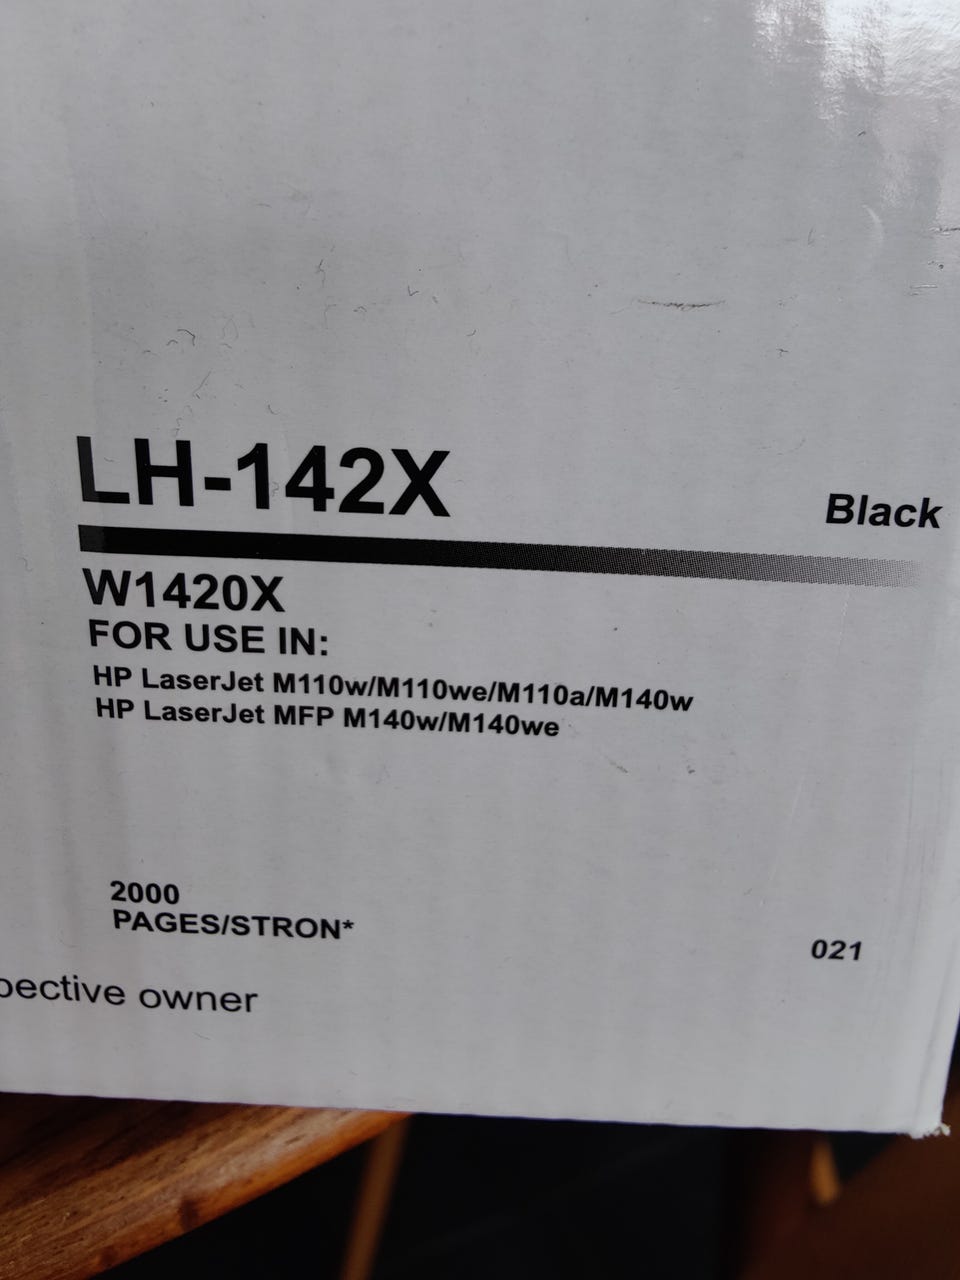 LH-142X
Black
W1420X
FOR USE IN:
HP LaserJet M110w/M110we/M110a/M140w
HP LaserJet MFP M140w/M140we
2000
PAGES/STRON*
021
owner